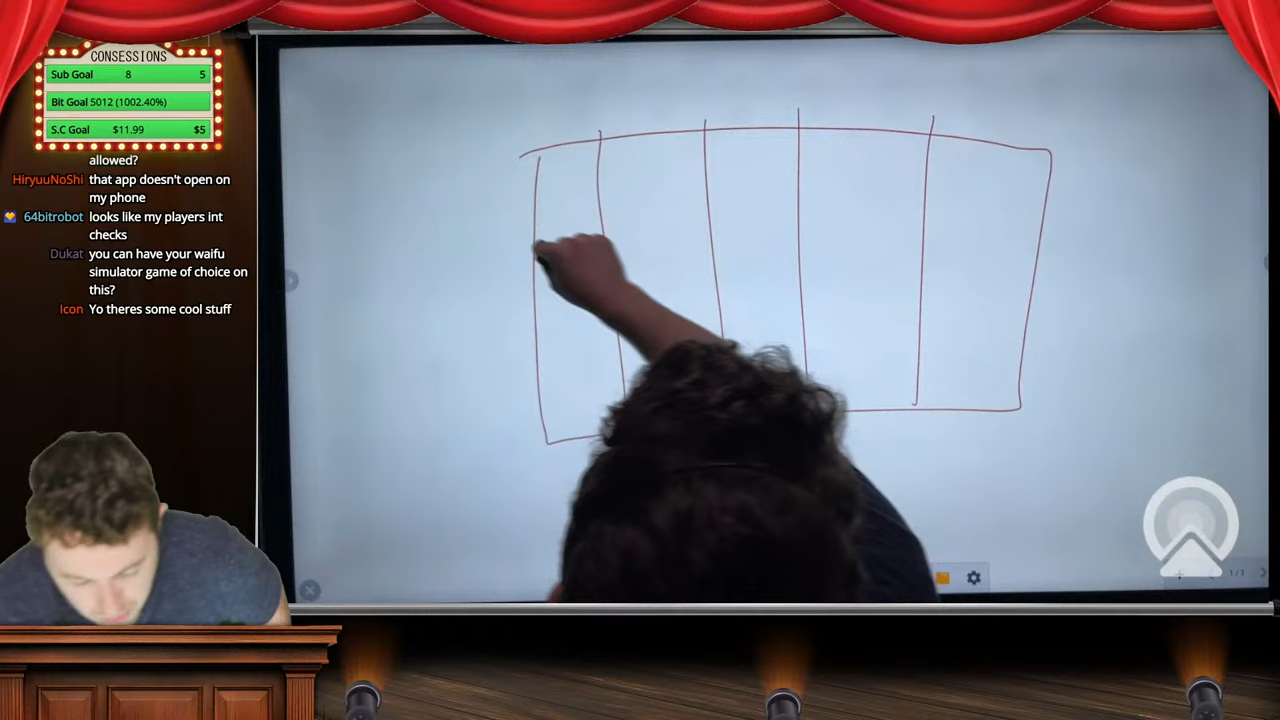 CONSESSIONS
Sub Goal 8 5
Bit Goal 5012 (1002.40%)
S.C Goal $11.99 $5
allowed?
HiryuuNoShi that app doesn't open on
my phone
64bitrobot looks like my players int
checks
Dukat you can have your waifu
simulator game of choice on
this?
Icon Yo theres some cool stuff
1/1